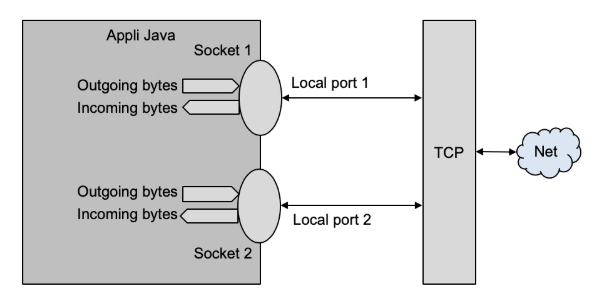 Appli Java
Socket 1
Outgoing bytes
Incoming bytes
Local port 1
TCP
Net
Outgoing bytes
Incoming bytes
Local port 2
Socket 2